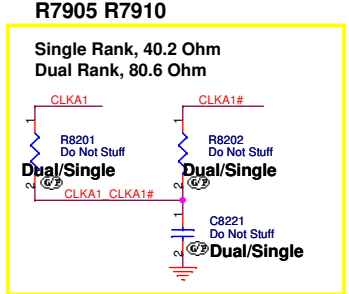 R7905 R7910
Single Rank, 40.2 Ohm
Dual Rank, 80.6 Ohm
CLKA1
CLKA1#
1
1
R8201
Do Not Stuff
R8202
Do Not Stuff
Dual/Single
Dual/Single
2
G/P
2
G/P
CLKA1_CLKA1#
1
C8221
Do Not Stuff
2
G/P
Dual/Single